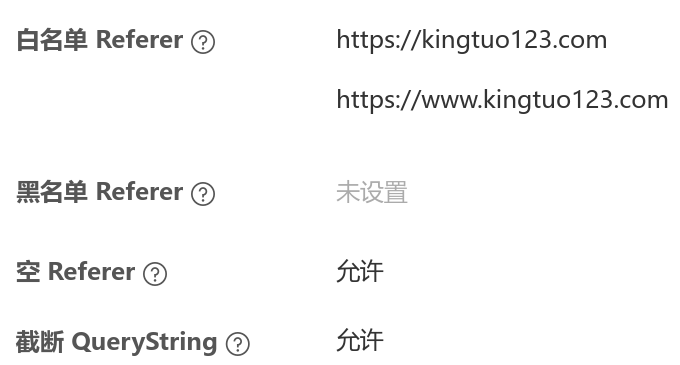 白名单 Referer ? https://kingtuo123.com
https://www.kingtuo123.com
黑名单 Referer ? 未设置
空 Referer ? 允许
截断 QueryString ? 允许